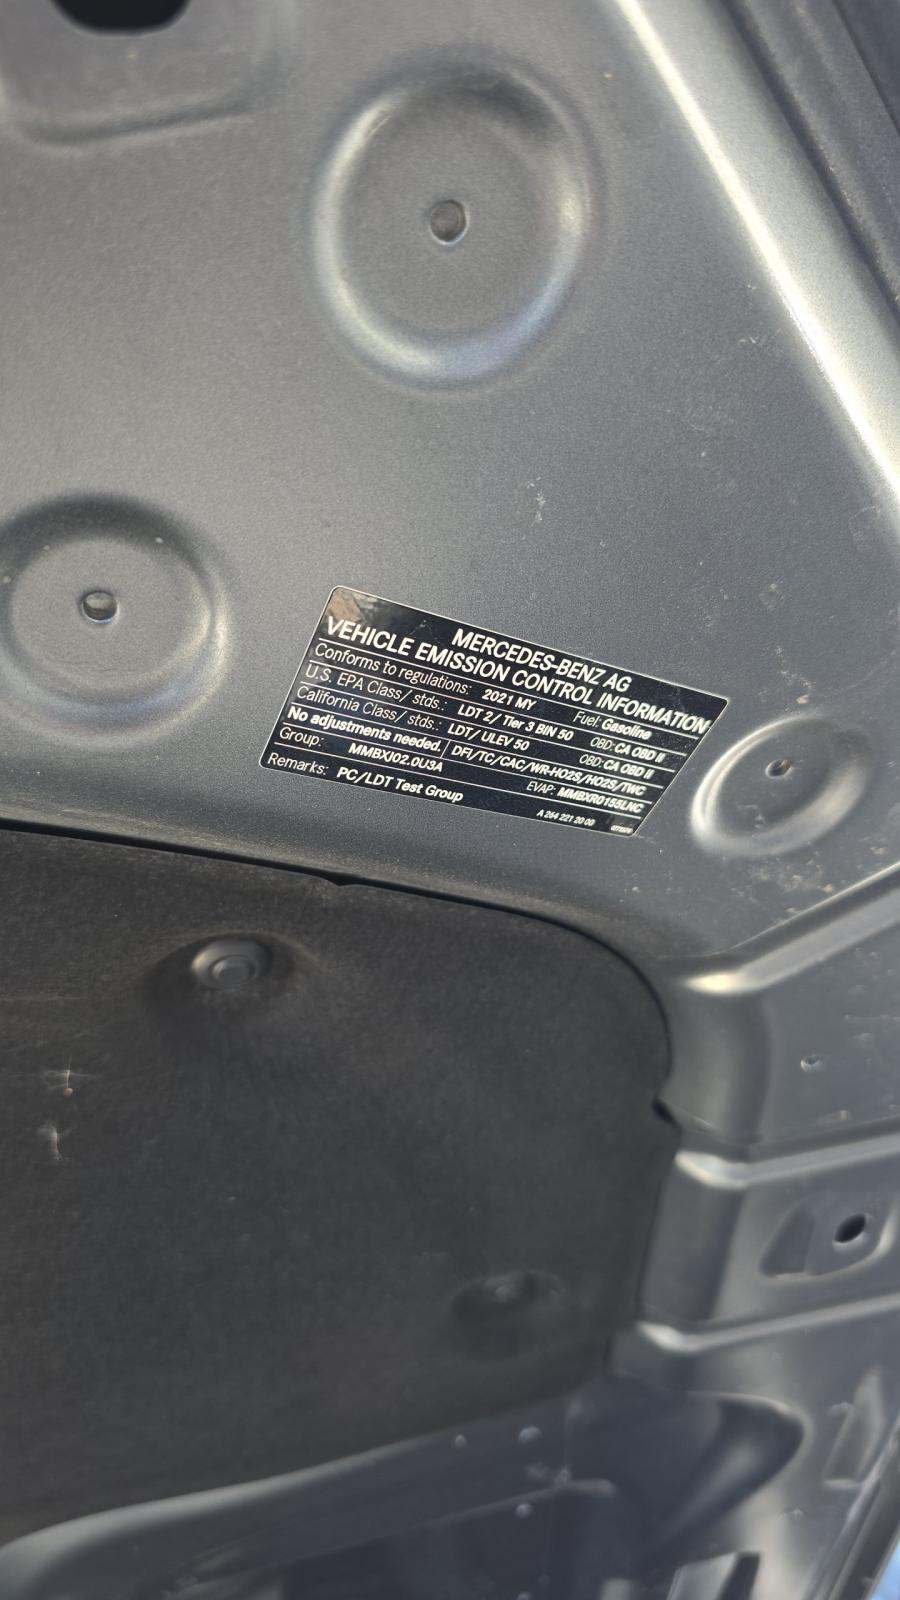 MERCEDES-BENZ AG
VEHICLE EMISSION CONTROL INFORMATION
Conforms to regulations: 2021 MY Fuel: Gasoline
U.S. EPA Class/ stds.: LDT 2/ Tier 3 BIN 50 OBD: CA OBD II
California Class/ stds.: LDT/ ULEV 50 OBD: CA OBD II
No adjustments needed. DFI/TC/CAC/WR-HO2S/HO2S/TWC
Group: MMBXJ02.0U3A EVAP: MMBXR0155LNC
Remarks: PC/LDT Test Group
A 264 221 20 00